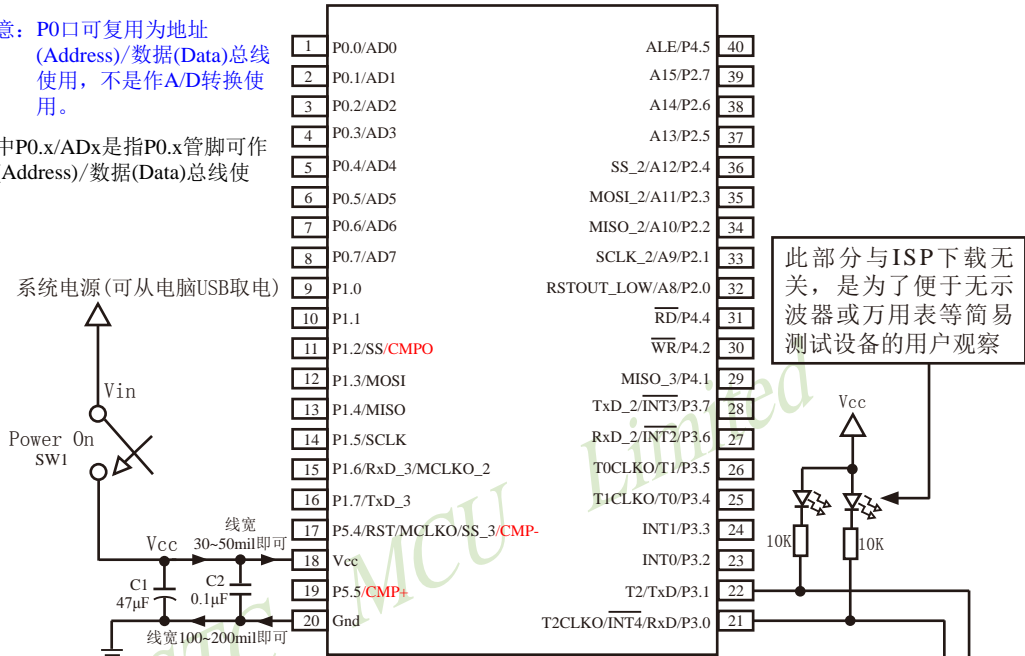 意：P0口可复用为地址
(Address)/数据(Data)总线
使用，不是作A/D转换使
用。
中P0.x/ADx是指P0.x管脚可作
(Address)/数据(Data)总线使
系统电源(可从电脑USB取电)
Vin
Power On
SW1
Vcc
线宽
30~50mil即可
C1
47μF
C2
0.1μF
线宽100~200mil即可
1 P0.0/AD0
2 P0.1/AD1
3 P0.2/AD2
4 P0.3/AD3
5 P0.4/AD4
6 P0.5/AD5
7 P0.6/AD6
8 P0.7/AD7
9 P1.0
10 P1.1
11 P1.2/SS/CMPO
12 P1.3/MOSI
13 P1.4/MISO
14 P1.5/SCLK
15 P1.6/RxD_3/MCLKO_2
16 P1.7/TxD_3
17 P5.4/RST/MCLKO/SS_3/CMP-
18 Vcc
19 P5.5/CMP+
20 Gnd
ALE/P4.5 40
A15/P2.7 39
A14/P2.6 38
A13/P2.5 37
SS_2/A12/P2.4 36
MOSI_2/A11/P2.3 35
MISO_2/A10/P2.2 34
SCLK_2/A9/P2.1 33
RSTOUT_LOW/A8/P2.0 32
RD/P4.4 31
WR/P4.2 30
MISO_3/P4.1 29
TxD_2/INT3/P3.7 28
RxD_2/INT2/P3.6 27
T0CLKO/T1/P3.5 26
T1CLKO/T0/P3.4 25
INT1/P3.3 24
INT0/P3.2 23
T2/TxD/P3.1 22
T2CLKO/INT4/RxD/P3.0 21
此部分与ISP下载无
关，是为了便于无示
波器或万用表等简易
测试设备的用户观察
Vcc
10K
10K
MCU Limited